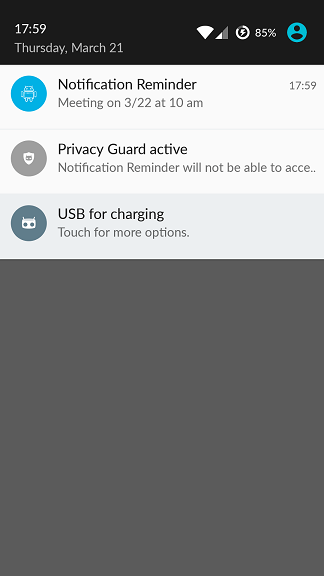 17:59
85%
Thursday, March 21
Notification Reminder
17:59
Meeting on 3/22 at 10 am
Privacy Guard active
Notification Reminder will not be able to acce..
USB for charging
Touch for more options.